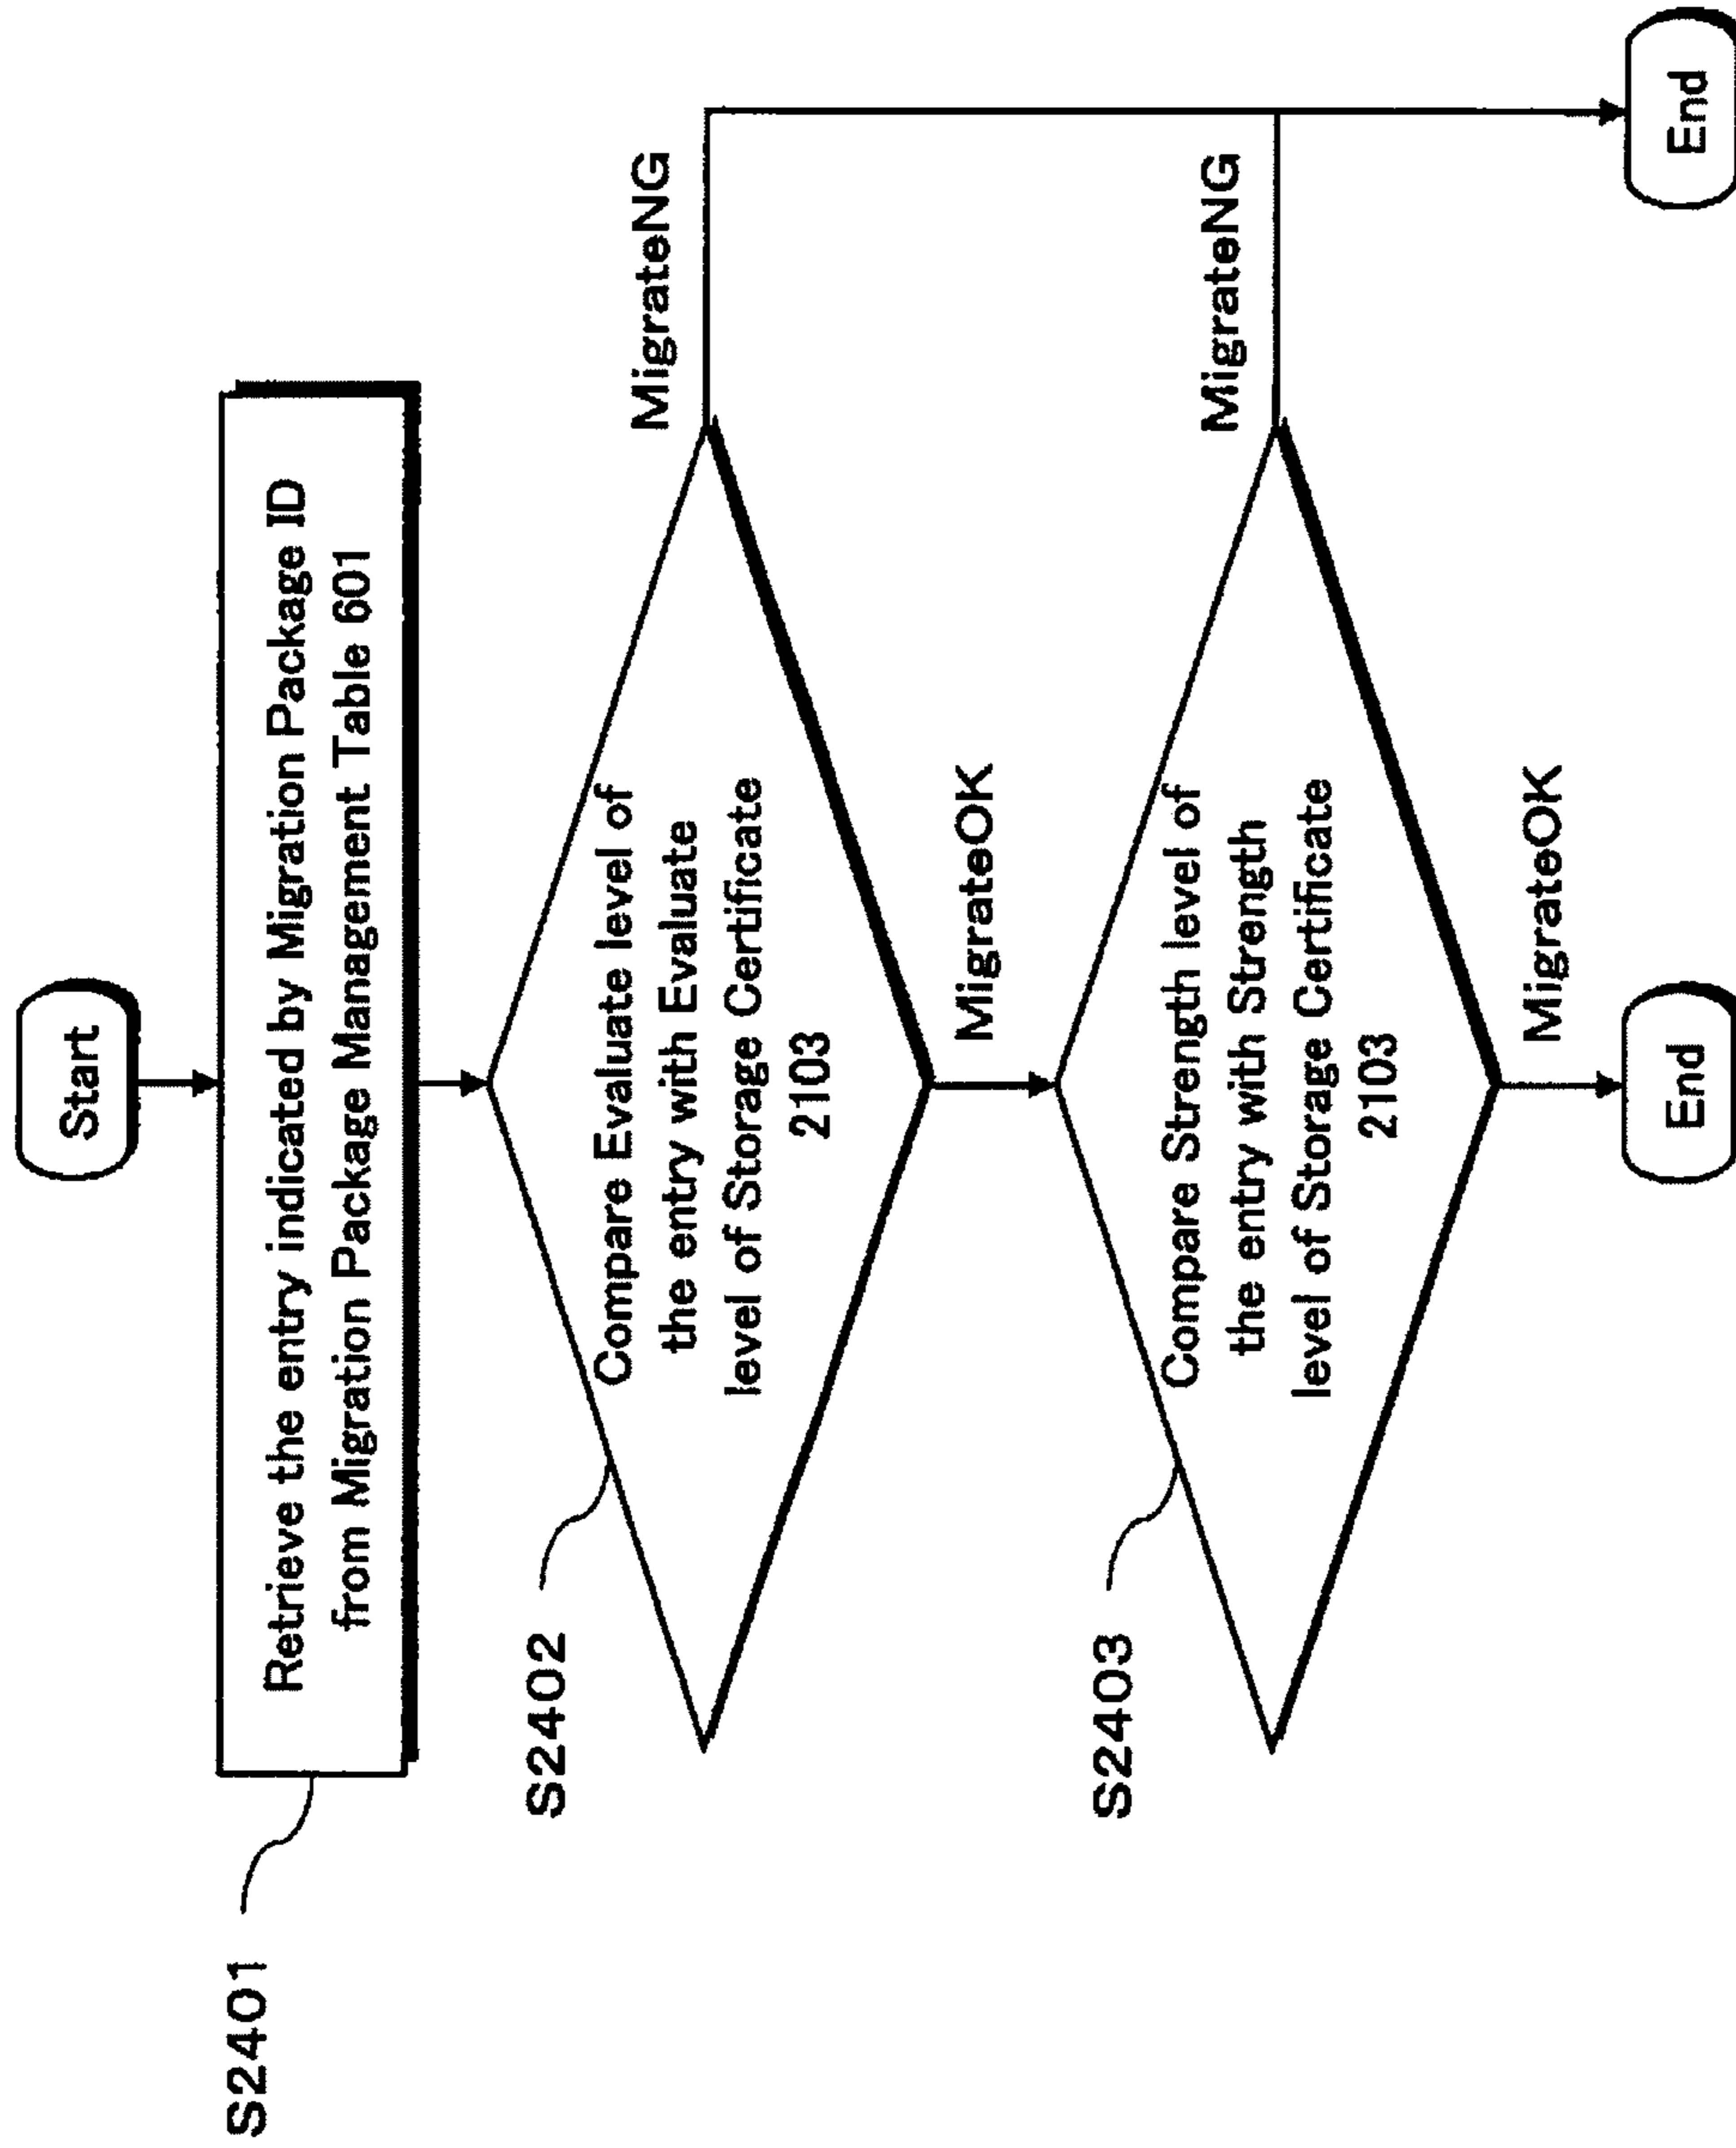 Start
S2401
Retrieve the entry indicated by Migration Package ID
from Migration Package Management Table 601
S2402
Compare Evaluate level of
the entry with Evaluate
level of Storage Certificate
2103
MigrateNG
MigrateOK
S2403
Compare Strength level of
the entry with Strength
level of Storage Certificate
2103
MigrateNG
MigrateOK
End
End